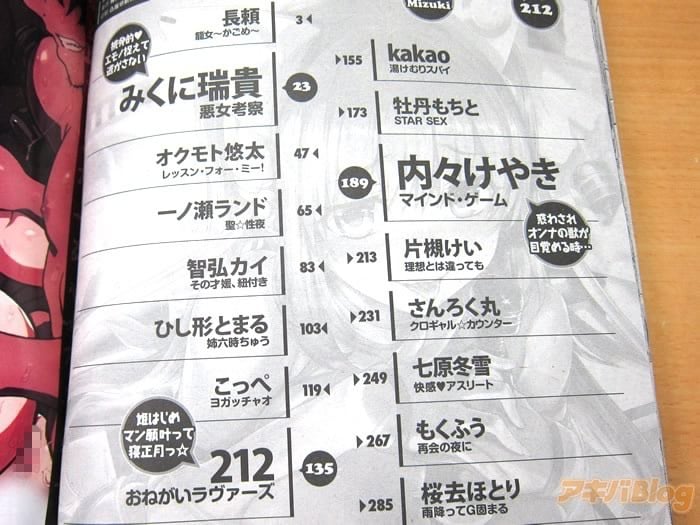 Mizuki
212
長頼
籠女〜かごめ〜
3
挑発的♥
エモノ捉えて
逃がさない
みくに瑞貴
悪女考察
23
オクモト悠太
レッスン・フォー・ミー!
47
一ノ瀬ランド
聖☆性夜
65
智弘カイ
その才媛、紐付き
83
ひし形とまる
姉六時ちゅう
103
こっぺ
ヨガッチャオ
119
姫はじめ
マン願叶って
寝正月っ☆
212
おねがいラヴァーズ
135
155
kakao
湯けむりスパイ
173
牡丹もちと
STAR SEX
189
内々けやき
マインド・ゲーム
惑わされ
オンナの獣が
目覚める時…
213
片槻けい
理想とは違っても
231
さんろく丸
クロギャル☆カウンター
249
七原冬雪
快感♥アスリート
267
もくふう
再会の夜に
285
桜去ほとり
雨降ってG固まる
アキバBlog